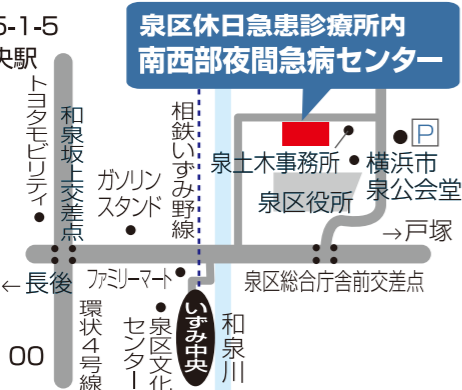 5-1-5
央駅
泉区休日急患診療所内
南西部夜間急病センター
トヨタモビリティ
和泉坂上交差点
ガソリン
スタンド
相鉄いずみ野線
泉土木事務所
泉区役所
P
横浜市
泉公会堂
→戸塚
←長後
ファミリーマート
泉区総合庁舎前交差点
環状4号線
泉区文化
センター
いずみ中央
和泉川
00